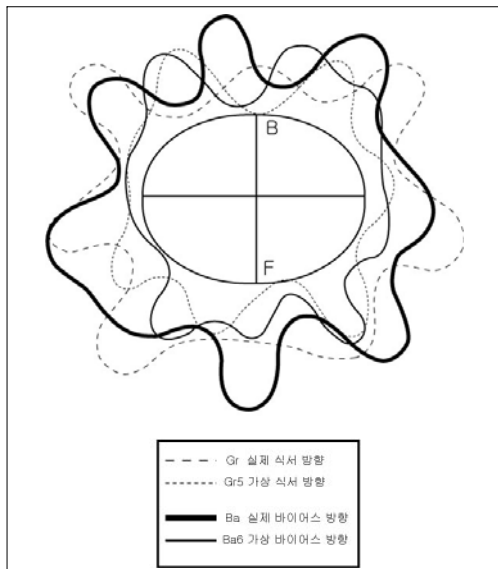 B
F
Gr 실제 식서 방향
Gr5 가상 식서 방향
Ba 실제 바이어스 방향
Ba6 가상 바이어스 방향